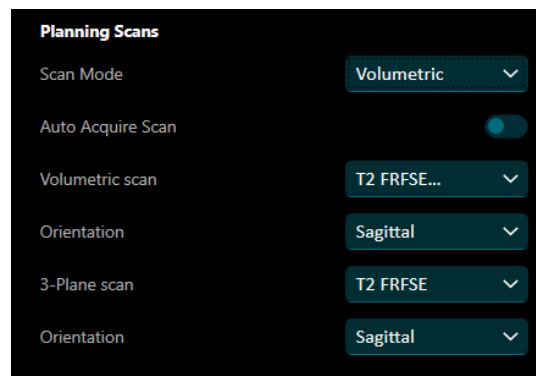 Planning Scans
Scan Mode Volumetric
Auto Acquire Scan
Volumetric scan T2 FRFSE...
Orientation Sagittal
3-Plane scan T2 FRFSE
Orientation Sagittal